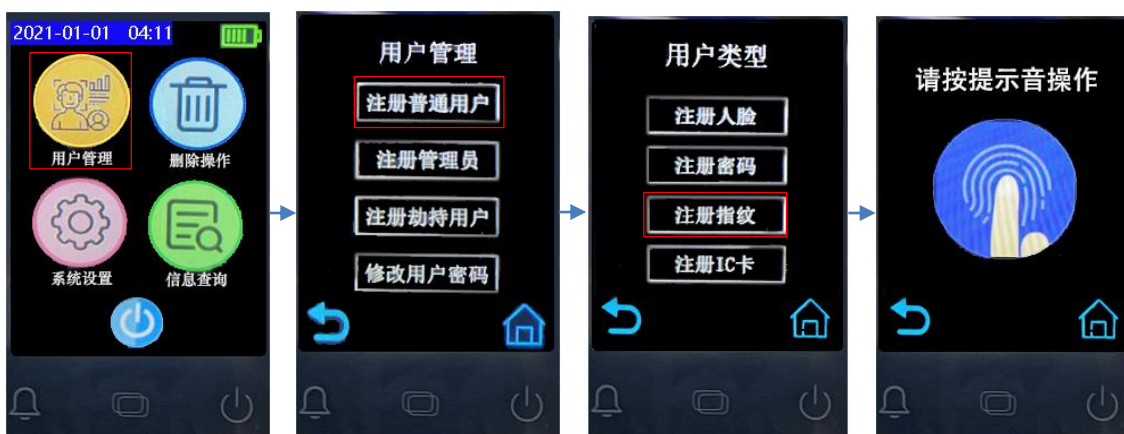 2021-01-01 04:11
用户管理
删除操作
系统设置
信息查询
用户管理
注册普通用户
注册管理员
注册劫持用户
修改用户密码
用户类型
注册人脸
注册密码
注册指纹
注册IC卡
请按提示音操作